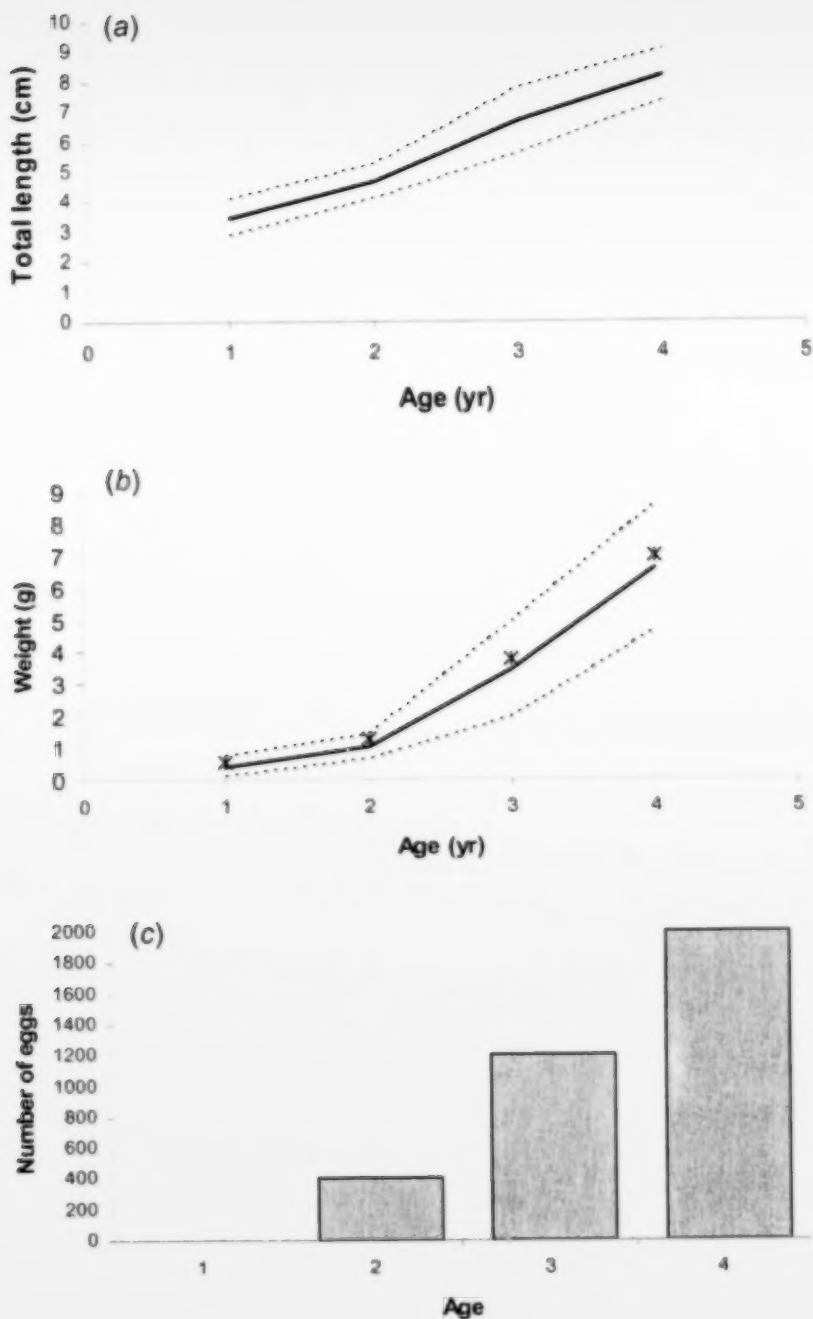 (a)
Total length (cm)
10
9
8
7
6
5
4
3
2
1
0
0 1 2 3 4 5
Age (yr)
(b)
Weight (g)
9
8
7
6
5
4
3
2
1
0
0 1 2 3 4 5
Age (yr)
(c)
Number of eggs
2000
1800
1600
1400
1200
1000
800
600
400
200
0
1 2 3 4
Age